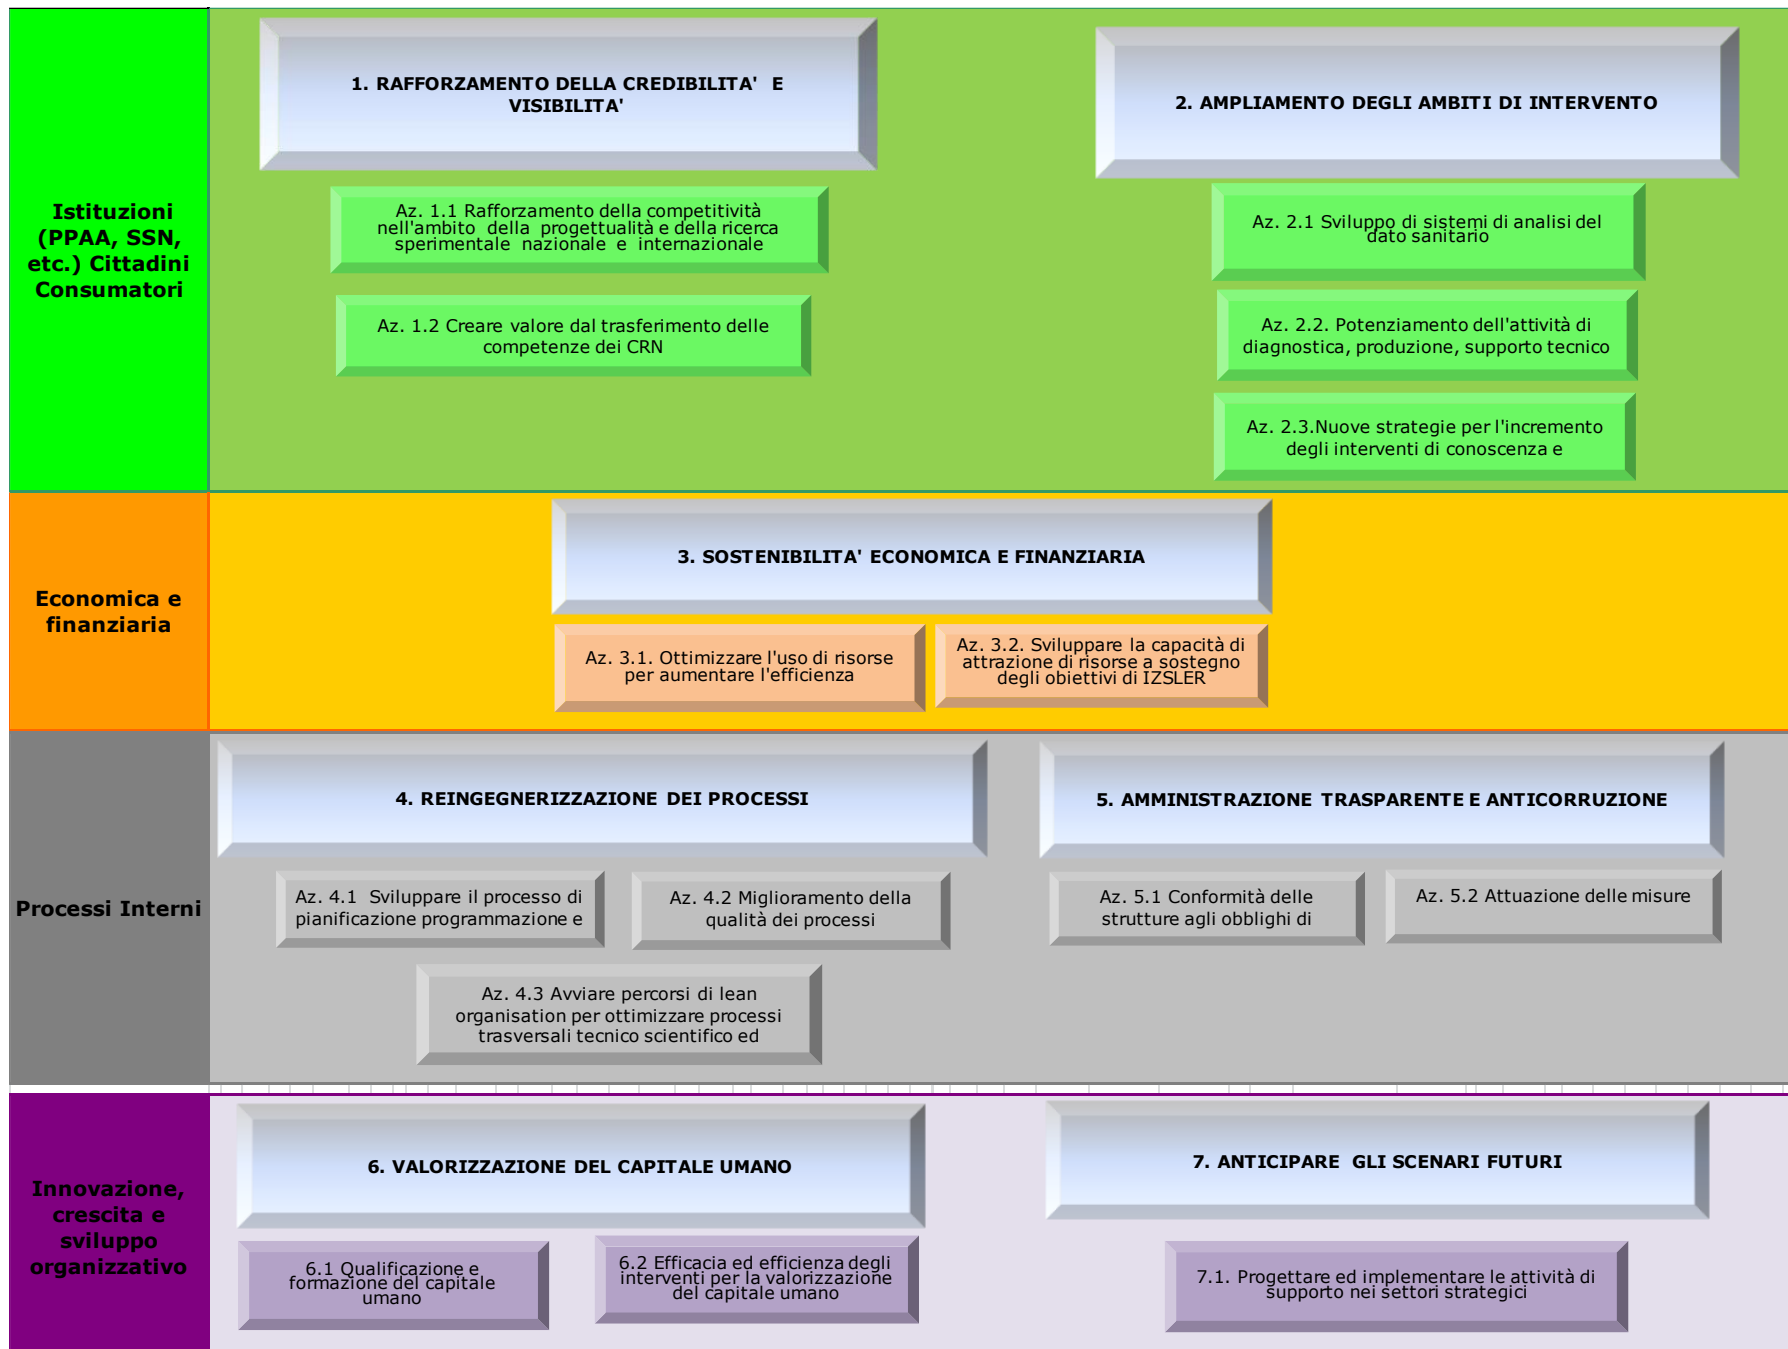 Istituzioni
(PPAA, SSN,
etc.) Cittadini
Consumatori
1. RAFFORZAMENTO DELLA CREDIBILITA' E
VISIBILITA'
Az. 1.1 Rafforzamento della competitività
nell'ambito della progettualità e della ricerca
sperimentale nazionale e internazionale
Az. 1.2 Creare valore dal trasferimento delle
competenze dei CRN
2. AMPLIAMENTO DEGLI AMBITI DI INTERVENTO
Az. 2.1 Sviluppo di sistemi di analisi del
dato sanitario
Az. 2.2. Potenziamento dell'attività di
diagnostica, produzione, supporto tecnico
Az. 2.3.Nuove strategie per l'incremento
degli interventi di conoscenza e
Economica e
finanziaria
3. SOSTENIBILITA' ECONOMICA E FINANZIARIA
Az. 3.1. Ottimizzare l'uso di risorse
per aumentare l'efficienza
Az. 3.2. Sviluppare la capacità di
attrazione di risorse a sostegno
degli obiettivi di IZSLER
Processi Interni
4. REINGEGNERIZZAZIONE DEI PROCESSI
Az. 4.1 Sviluppare il processo di
pianificazione programmazione e
Az. 4.2 Miglioramento della
qualità dei processi
Az. 4.3 Avviare percorsi di lean
organisation per ottimizzare processi
trasversali tecnico scientifico ed
5. AMMINISTRAZIONE TRASPARENTE E ANTICORRUZIONE
Az. 5.1 Conformità delle
strutture agli obblighi di
Az. 5.2 Attuazione delle misure
Innovazione,
crescita e
sviluppo
organizzativo
6. VALORIZZAZIONE DEL CAPITALE UMANO
6.1 Qualificazione e
formazione del capitale
umano
6.2 Efficacia ed efficienza degli
interventi per la valorizzazione
del capitale umano
7. ANTICIPARE GLI SCENARI FUTURI
7.1. Progettare ed implementare le attività di
supporto nei settori strategici